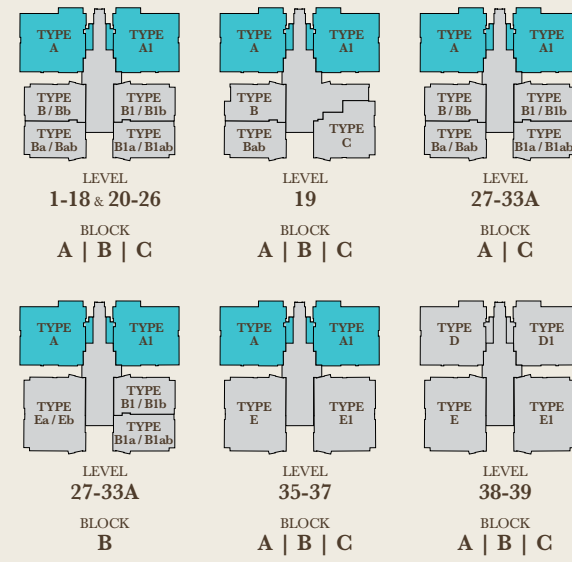 TYPE
A
TYPE
A1
TYPE
B / Bb
TYPE
B1 / B1b
TYPE
Ba / Bab
TYPE
B1a / B1ab
LEVEL
1-18 & 20-26
BLOCK
A | B | C
TYPE
A
TYPE
A1
TYPE
B
TYPE
Bab
TYPE
C
LEVEL
19
BLOCK
A | B | C
TYPE
A
TYPE
A1
TYPE
B / Bb
TYPE
B1 / B1b
TYPE
Ba / Bab
TYPE
B1a / B1ab
LEVEL
27-33A
BLOCK
A | C
TYPE
A
TYPE
A1
TYPE
Ea / Eb
TYPE
B1 / B1b
TYPE
B1a / B1ab
LEVEL
27-33A
BLOCK
B
TYPE
A
TYPE
A1
TYPE
E
TYPE
E1
LEVEL
35-37
BLOCK
A | B | C
TYPE
D
TYPE
D1
TYPE
E
TYPE
E1
LEVEL
38-39
BLOCK
A | B | C